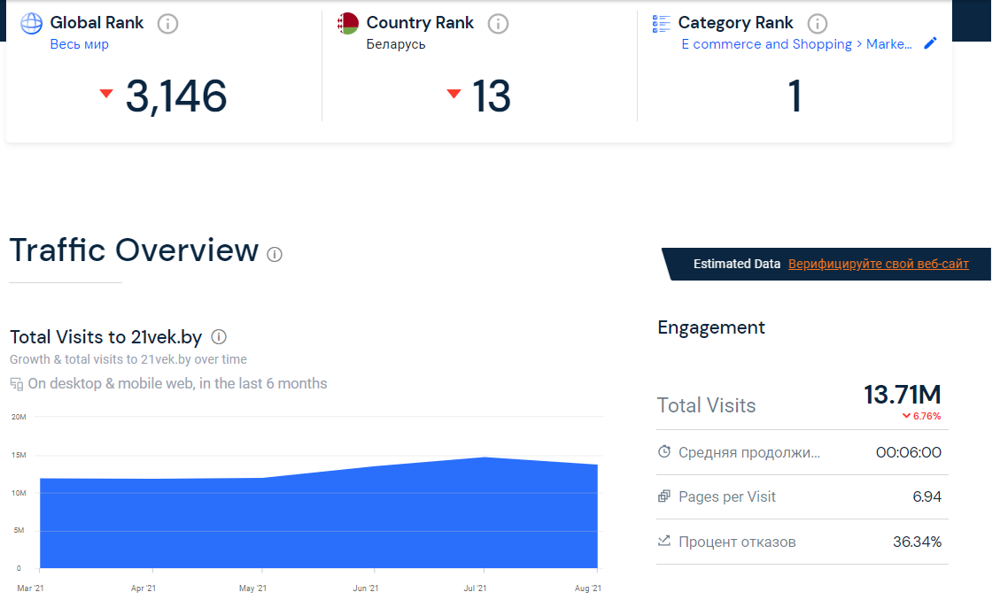 Global Rank
Весь мир
3,146
Country Rank
Беларусь
13
Category Rank
E commerce and Shopping > Marke...
1
Traffic Overview
Estimated Data Верифицируйте свой веб-сайт
Total Visits to 21vek.by
Growth & total visits to 21vek.by over time
On desktop & mobile web, in the last 6 months
20M
15M
10M
5M
0
Mar '21 Apr '21 May '21 Jun '21 Jul '21 Aug '21
Engagement
Total Visits 13.71M
6.76%
Средняя продолжи... 00:06:00
Pages per Visit 6.94
Процент отказов 36.34%